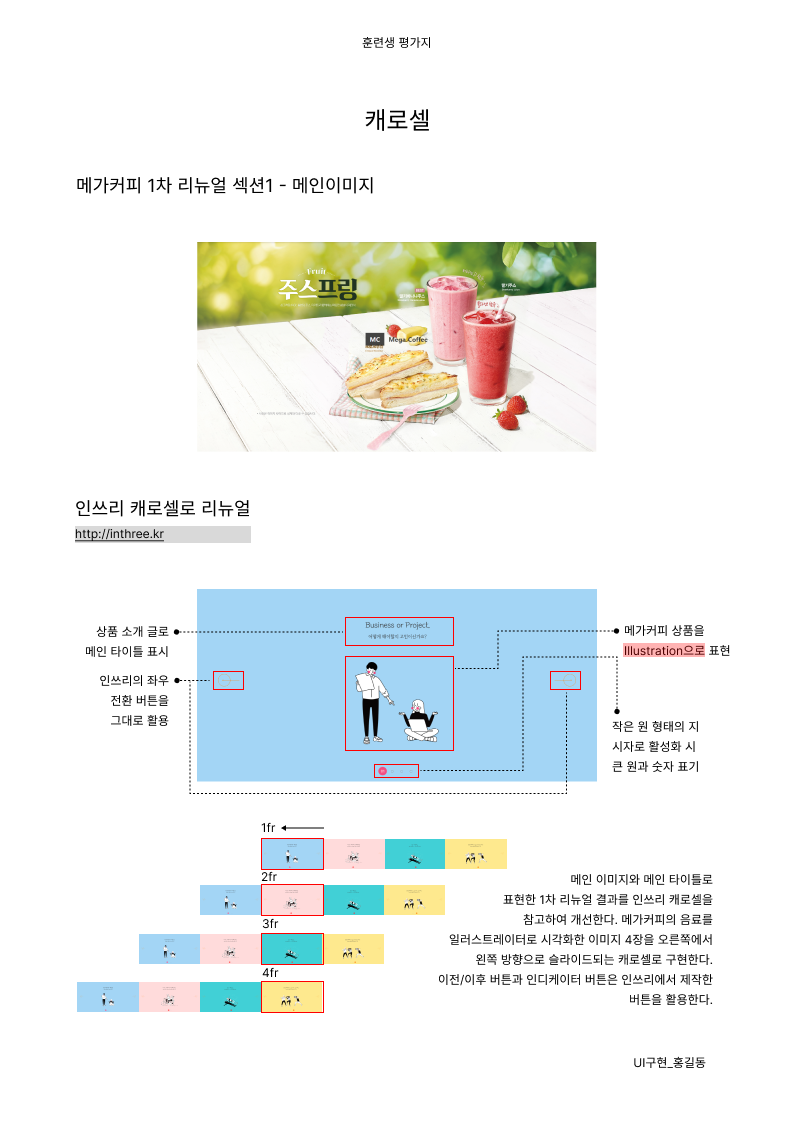 훈련생 평가지
캐로셀
메가커피 1차 리뉴얼 섹션1 - 메인이미지
주스프링
딸기주스
MC Mega Coffee
인쓰리 캐로셀로 리뉴얼
http://inthree.kr
Business or Project,
상품 소개 글로
메인 타이틀 표시
인쓰리의 좌우
전환 버튼을
그대로 활용
메가커피 상품을
Illustration으로 표현
작은 원 형태의 지
시자로 활성화 시
큰 원과 숫자 표기
1fr
2fr
3fr
4fr
메인 이미지와 메인 타이틀로
표현한 1차 리뉴얼 결과를 인쓰리 캐로셀을
참고하여 개선한다. 메가커피의 음료를
일러스트레이터로 시각화한 이미지 4장을 오른쪽에서
왼쪽 방향으로 슬라이드되는 캐로셀로 구현한다.
이전/이후 버튼과 인디케이터 버튼은 인쓰리에서 제작한
버튼을 활용한다.
UI구현_홍길동